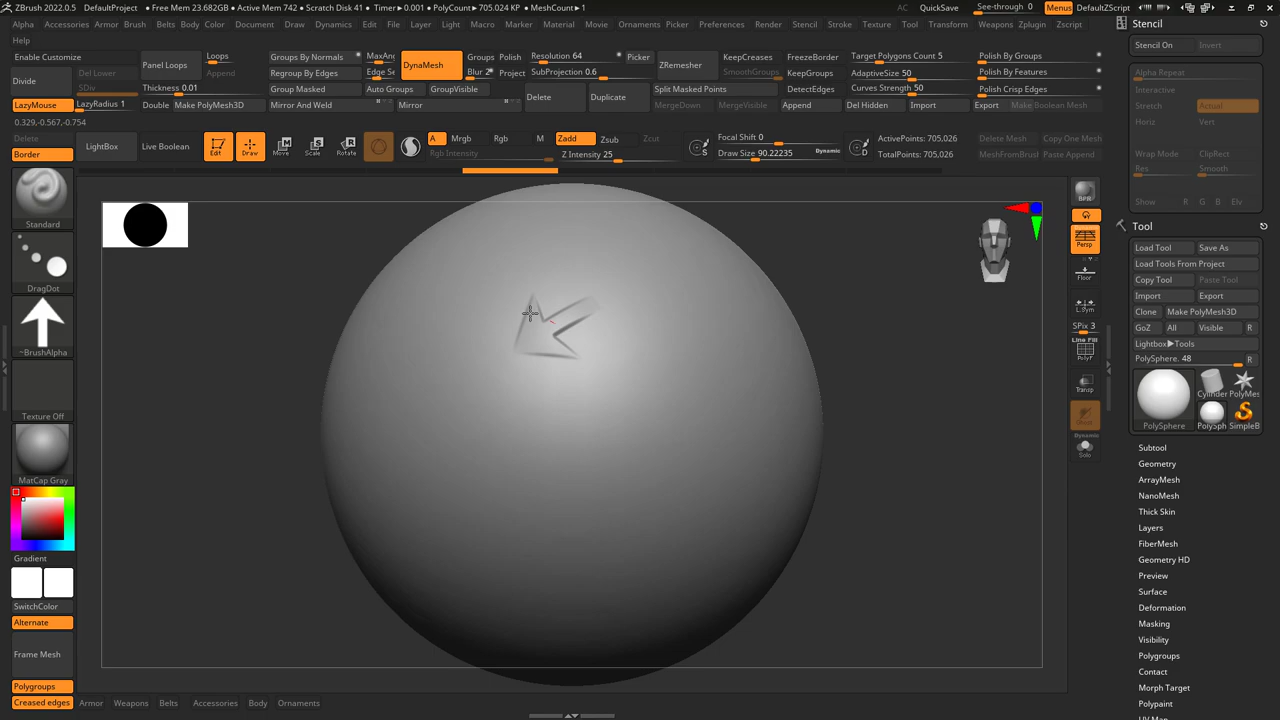 ZBrush 2022.0.5 DefaultProject • Free Mem 23.682GB • Active Mem 742 • Scratch Disk 41 • Timer▶0.001 • PolyCount▶705.024 KP • MeshCount▶1 AC QuickSave See-through 0 Menus DefaultZScript
Alpha Accessories Armor Brush Belts Body Color Document Draw Dynamics Edit File Layer Light Macro Marker Material Movie Ornaments Picker Preferences Render Stencil Stroke Texture Tool Transform Weapons Zplugin Zscript
Help
Enable Customize
Divide
Del Lower
SDiv
Panel Loops
Loops
Append
Thickness 0.01
Groups By Normals
MaxAng
Regroup By Edges
Edge S
DynaMesh
Groups Polish
Blur 2 Project
Resolution 64
SubProjection 0.6
Picker
ZRemesher
KeepCreases
SmoothGroups
FreezeBorder
KeepGroups
DetectEdges
Target Polygons Count 5
AdaptiveSize 50
Curves Strength 50
Polish By Groups
Polish By Features
Polish Crisp Edges
Group Masked Auto Groups GroupVisible
Delete Duplicate
Split Masked Points
LazyMouse LazyRadius 1 Double Make PolyMesh3D Mirror And Weld Mirror
MergeDown MergeVisible Append Del Hidden Import Export Make Boolean Mesh
0.329,-0.567,-0.754
Delete
Border
LightBox
Live Boolean
Edit
Draw
Move
Scale
Rotate
A Mrgb Rgb M
Rgb Intensity
Zadd Zsub Zcut
Z Intensity 25
S
Focal Shift 0
Draw Size 90.22235 Dynamic
D
ActivePoints: 705,026
TotalPoints: 705,026
Delete Mesh Copy One Mesh
MeshFromBrush Paste Append
Standard
DragDot
~BrushAlpha
Texture Off
MatCap Gray
Gradient
SwitchColor
Alternate
Frame Mesh
Polygroups
Creased edges
Armor Weapons Belts Accessories Body Ornaments
BPR
Persp
Floor
L.Sym
SPix 3
Line Fill
PolyF
Transp
Dynamic
Solo
Stencil
Stencil On Invert
Alpha Repeat
Interactive
Stretch Actual
Horis Vert
Wrap Mode ClipRect
Res Smooth
Show R G B Elv
Tool
Load Tool Save As
Load Tools From Project
Copy Tool Paste Tool
Import Export
Clone Make PolyMesh3D
GoZ All Visible R
Lightbox▶Tools
PolySphere. 48 R
PolySphere
Cylinder PolyMes
PolySph SimpleB
Subtool
Geometry
ArrayMesh
NanoMesh
Thick Skin
Layers
FiberMesh
Geometry HD
Preview
Surface
Deformation
Masking
Visibility
Polygroups
Contact
Morph Target
Polypaint